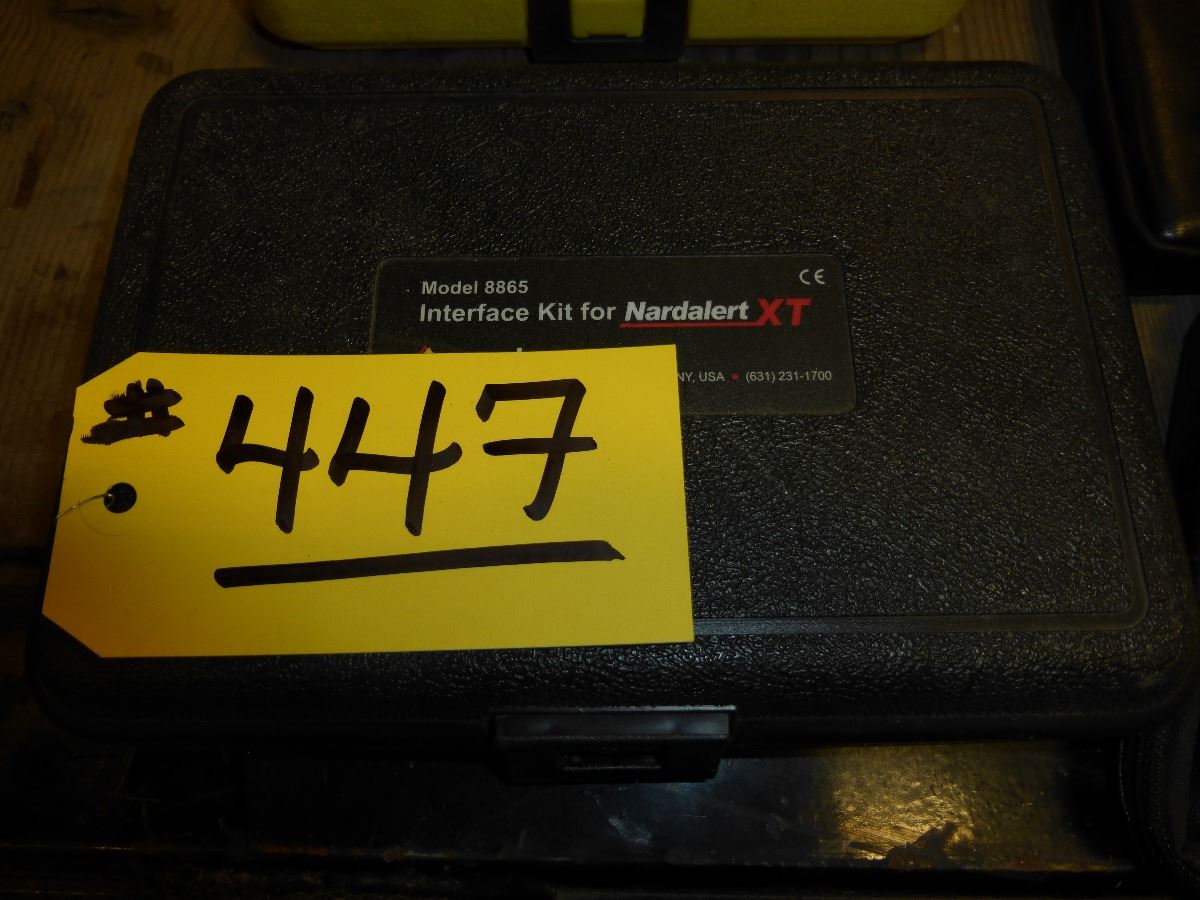 CE
Model 8865
Interface Kit for Nardalert XT
NY, USA • (631) 231-1700
# 447